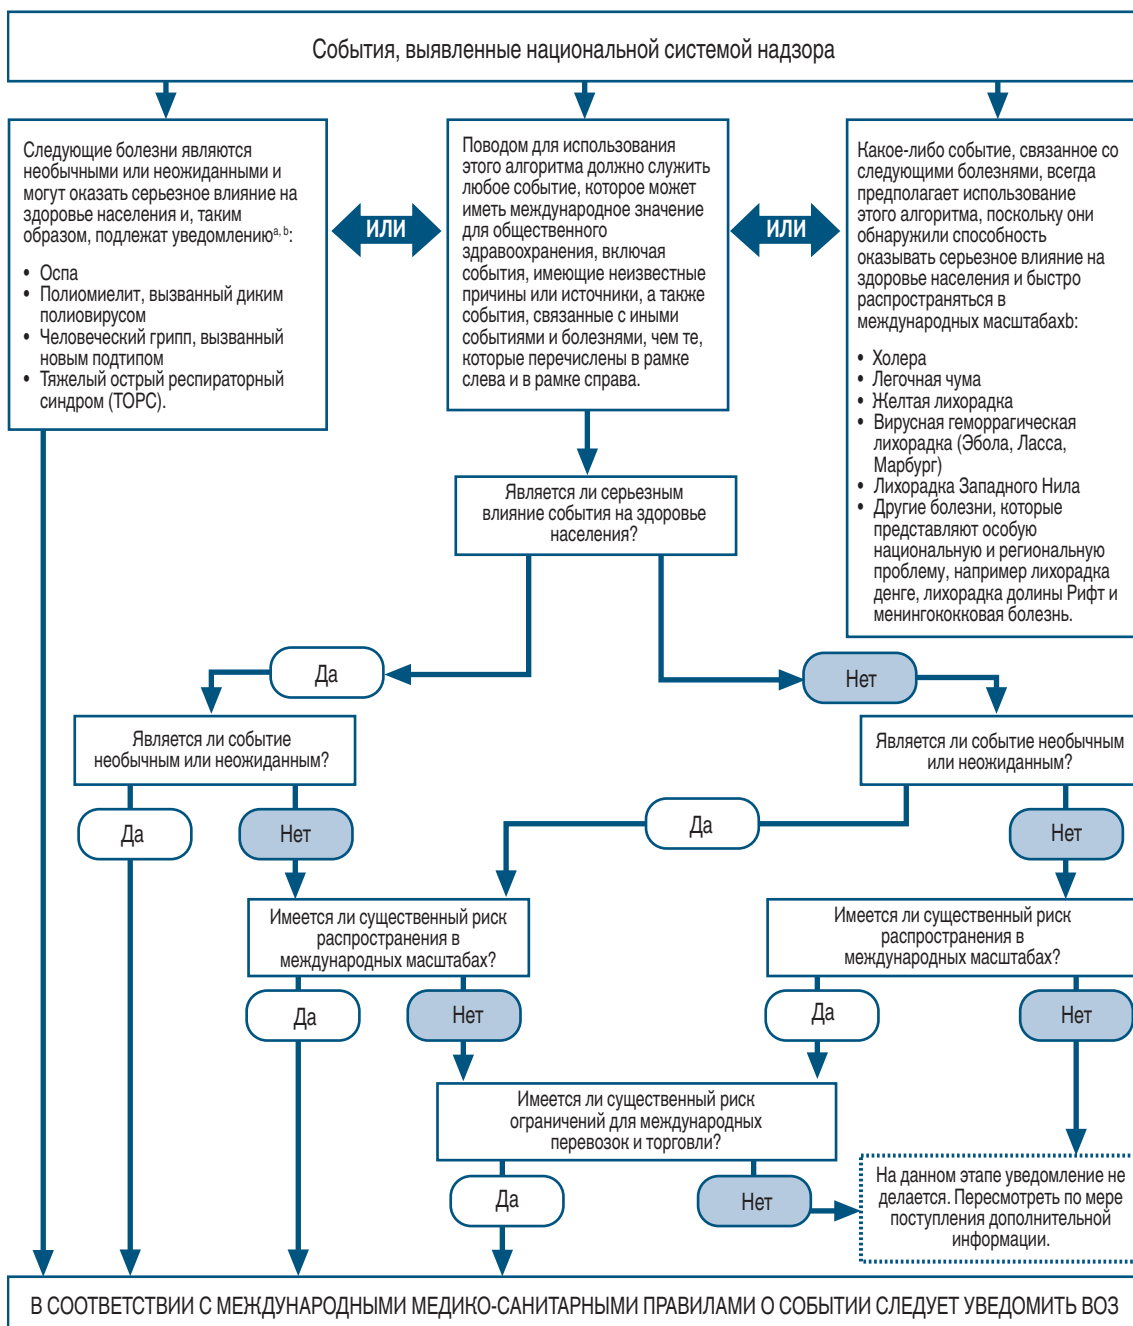 События, выявленные национальной системой надзора
Следующие болезни являются
необычными или неожиданными и
могут оказать серьезное влияние на
здоровье населения и, таким
образом, подлежат уведомлениюa, b:
• Оспа
• Полиомиелит, вызванный диким
полиовирусом
• Человеческий грипп, вызванный
новым подтипом
• Тяжелый острый респираторный
синдром (ТОРС).
ИЛИ
Поводом для использования
этого алгоритма должно служить
любое событие, которое может
иметь международное значение
для общественного
здравоохранения, включая
события, имеющие неизвестные
причины или источники, а также
события, связанные с иными
событиями и болезнями, чем те,
которые перечислены в рамке
слева и в рамке справа.
ИЛИ
Какое-либо событие, связанное со
следующими болезнями, всегда
предполагает использование
этого алгоритма, поскольку они
обнаружили способность
оказывать серьезное влияние на
здоровье населения и быстро
распространяться в
международных масштабахb:
• Холера
• Легочная чума
• Желтая лихорадка
• Вирусная геморрагическая
лихорадка (Эбола, Ласса,
Марбург)
• Лихорадка Западного Нила
• Другие болезни, которые
представляют особую
национальную и региональную
проблему, например лихорадка
денге, лихорадка долины Рифт и
менингококковая болезнь.
Является ли серьезным
влияние события на здоровье
населения?
Да
Нет
Является ли событие
необычным или неожиданным?
Является ли событие необычным
или неожиданным?
Да
Нет
Да
Нет
Имеется ли существенный риск
распространения в
международных масштабах?
Имеется ли существенный риск
распространения в
международных масштабах?
Да
Нет
Да
Нет
Имеется ли существенный риск
ограничений для международных
перевозок и торговли?
Да
Нет
На данном этапе уведомление не
делается. Пересмотреть по мере
поступления дополнительной
информации.
В СООТВЕТСТВИИ С МЕЖДУНАРОДНЫМИ МЕДИКО-САНИТАРНЫМИ ПРАВИЛАМИ О СОБЫТИИ СЛЕДУЕТ УВЕДОМИТЬ ВОЗ